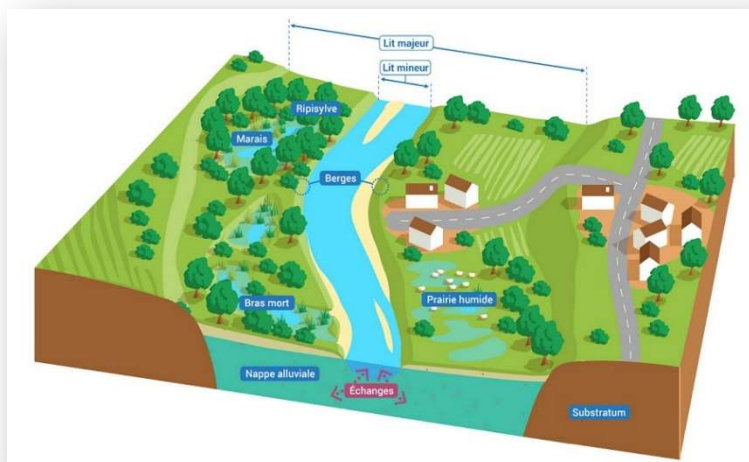 Lit majeur
Lit mineur
Ripisylve
Marais
Berges
Bras mort
Prairie humide
Nappe alluviale
Échanges
Substratum